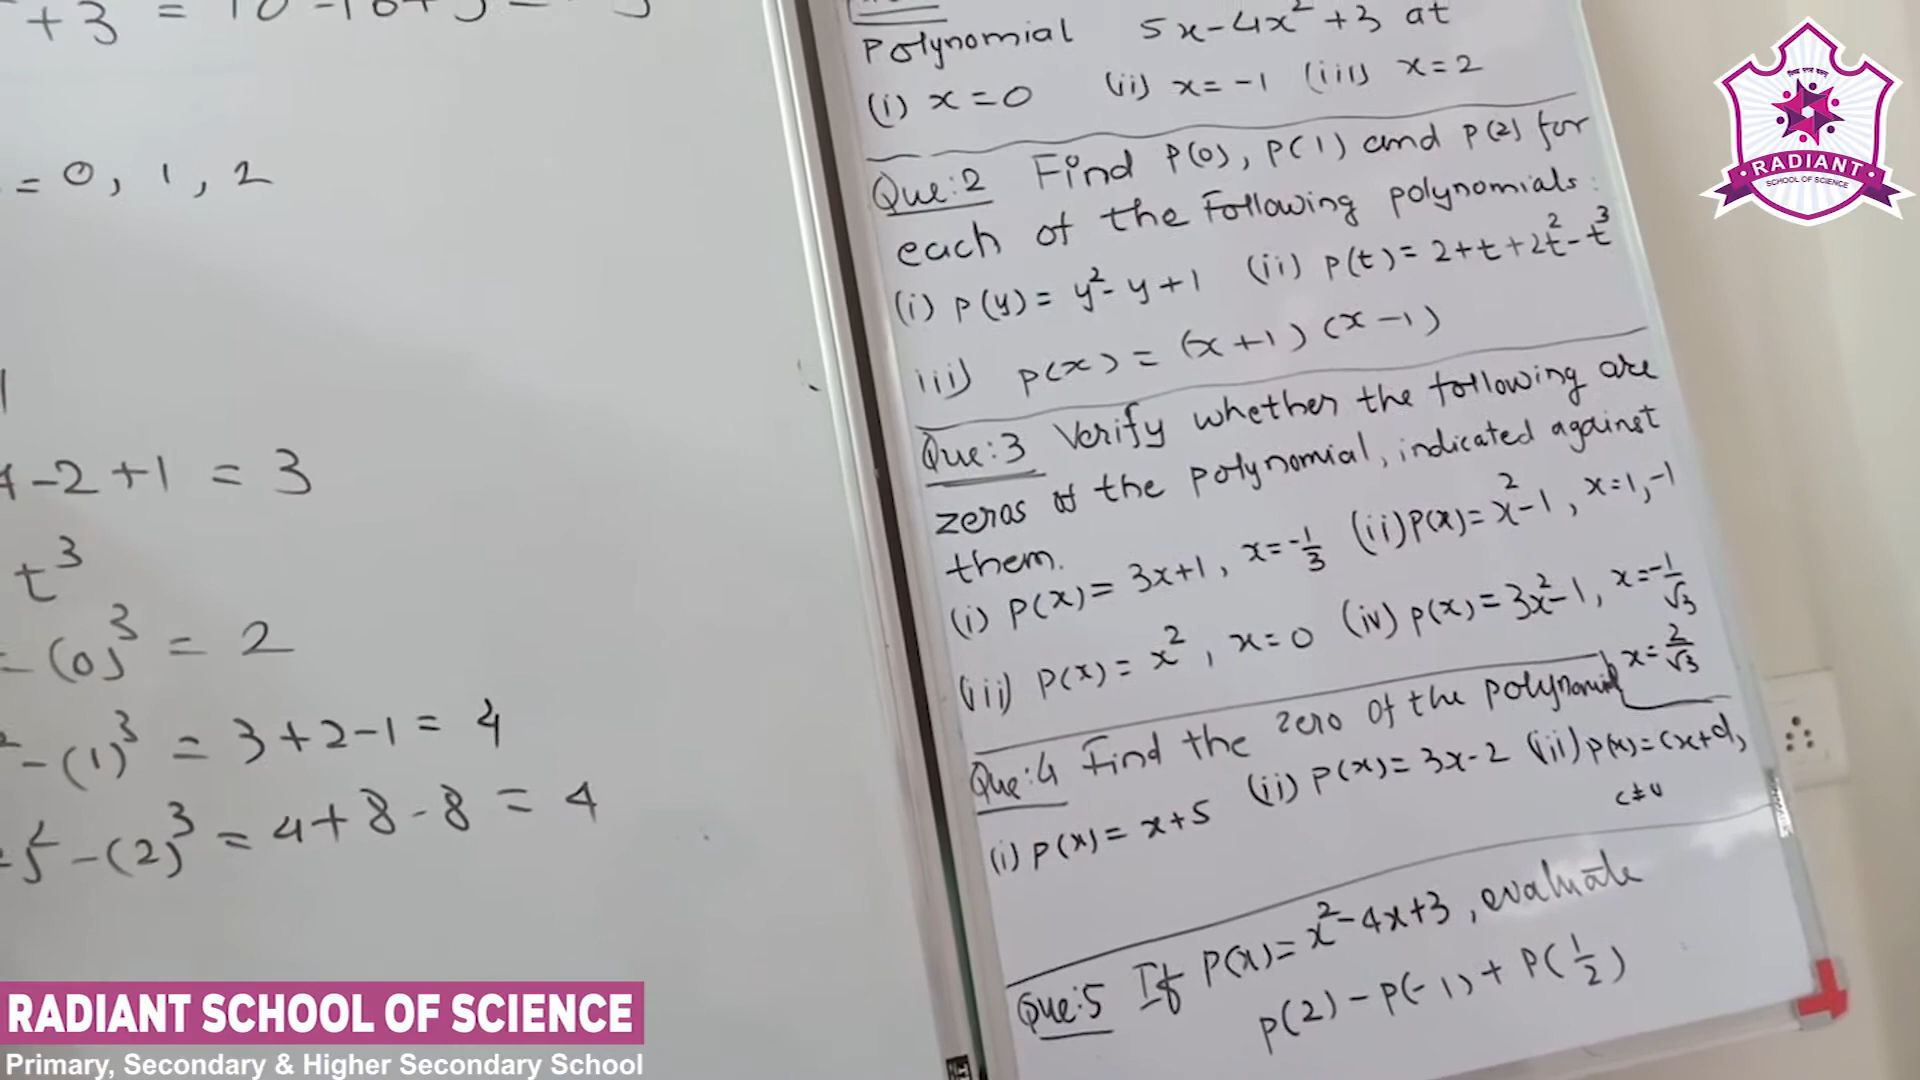 + 3 = 10 - 16 + 3 = - 3
= 0, 1, 2
4 - 2 + 1 = 3
t³
- (0)³ = 2
² - (1)³ = 3 + 2 - 1 = 4
- (2)³ = 4 + 8 - 8 = 4
Polynomial 5x - 4x² + 3 at
(i) x = 0 (ii) x = -1 (iii) x = 2
Que:2 Find P(0), P(1) and P(2) for
each of the Following polynomials:
(i) P(y) = y² - y + 1 (ii) P(t) = 2 + t + 2t² - t³
iii) P(x) = (x + 1) (x - 1)
Que:3 Verify whether the following are
zeros of the polynomial, indicated against
them.
(i) P(x) = 3x + 1, x = -1/3 (ii) P(x) = x² - 1, x = 1, -1
(iii) P(x) = x², x = 0 (iv) P(x) = 3x² - 1, x = -1/√3
x = 2/√3
Que:4 Find the zero of the polynomial
(i) P(x) = x + 5 (ii) P(x) = 3x - 2 (iii) P(x) = cx + d,
Que:5 If P(x) = x² - 4x + 3, evaluate
P(2) - P(-1) + P(1/2)
RADIANT
SCHOOL OF SCIENCE
RADIANT SCHOOL OF SCIENCE
Primary, Secondary & Higher Secondary School